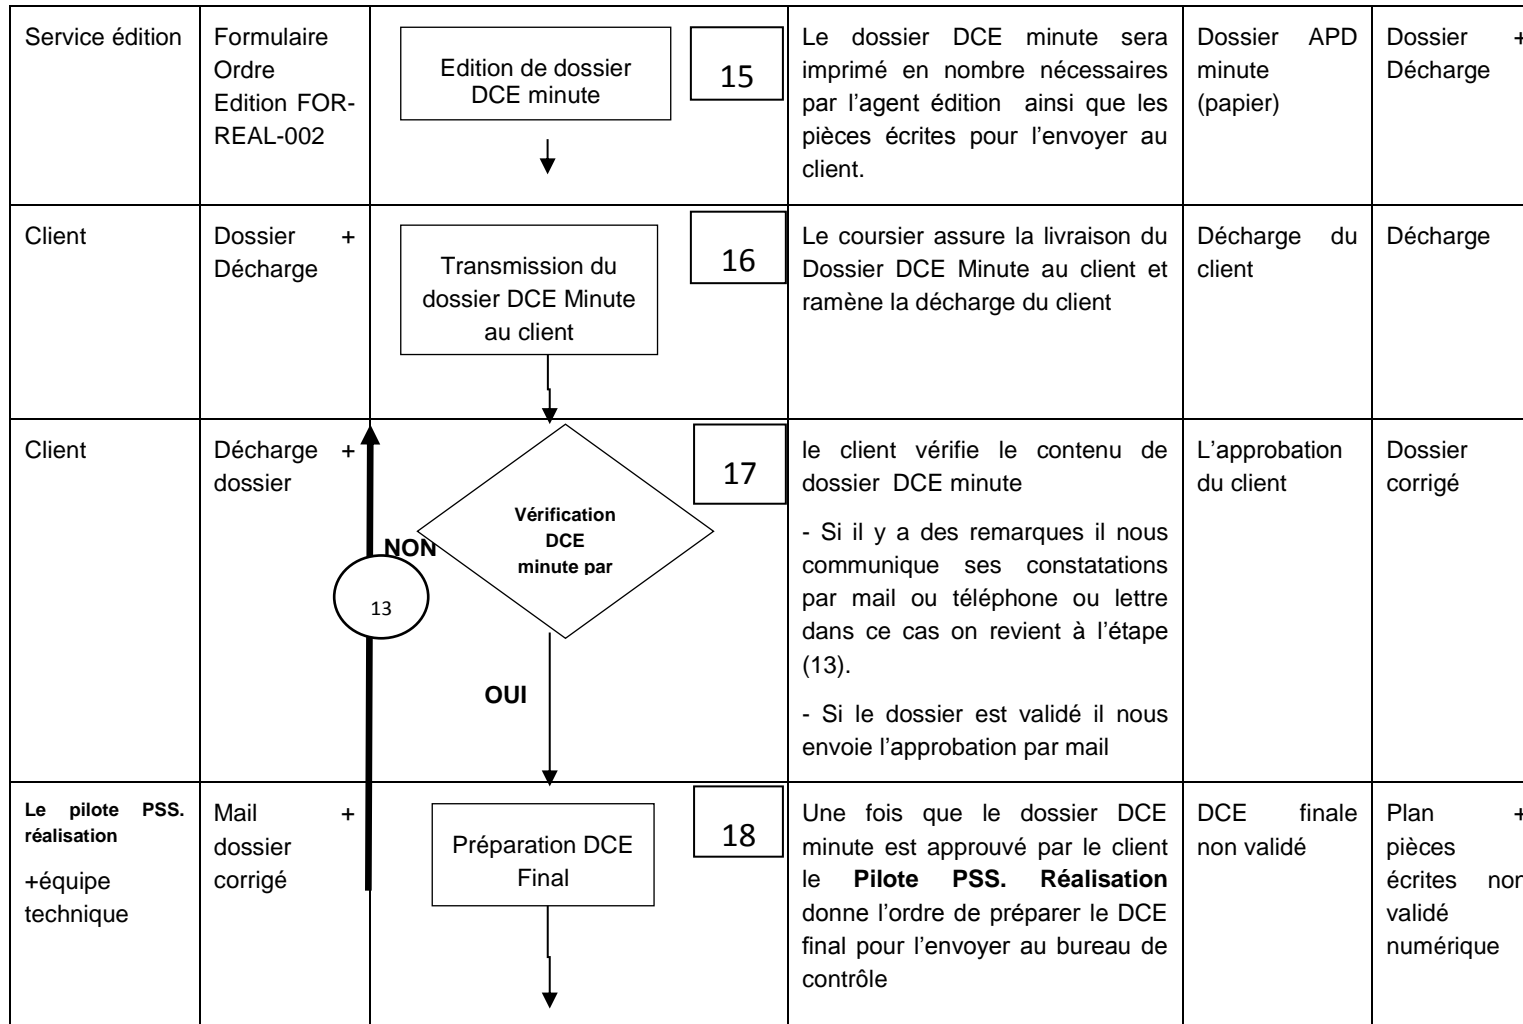 Service édition
Formulaire
Ordre
Edition FOR-
REAL-002
Edition de dossier
DCE minute
15
Le dossier DCE minute sera
imprimé en nombre nécessaires
par l’agent édition ainsi que les
pièces écrites pour l’envoyer au
client.
Dossier APD
minute
(papier)
Dossier +
Décharge
Client
Dossier +
Décharge
Transmission du
dossier DCE Minute
au client
16
Le coursier assure la livraison du
Dossier DCE Minute au client et
ramène la décharge du client
Décharge du
client
Décharge
Client
Décharge +
dossier
NON
13
Vérification
DCE
minute par
OUI
17
le client vérifie le contenu de
dossier DCE minute
- Si il y a des remarques il nous
communique ses constatations
par mail ou téléphone ou lettre
dans ce cas on revient à l’étape
(13).
- Si le dossier est validé il nous
envoie l’approbation par mail
L’approbation
du client
Dossier
corrigé
Le pilote PSS.
réalisation
+équipe
technique
Mail +
dossier
corrigé
Préparation DCE
Final
18
Une fois que le dossier DCE
minute est approuvé par le client
le Pilote PSS. Réalisation
donne l’ordre de préparer le DCE
final pour l’envoyer au bureau de
contrôle
DCE finale
non validé
Plan +
pièces
écrites non
validé
numérique